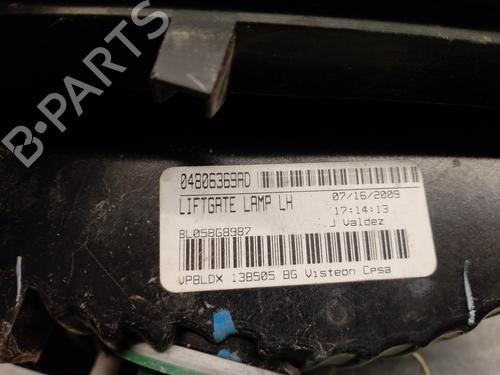 B-PARTS
04806369AD
LIFTGATE LAMP LH
07/16/2009
17:14:13
J Valdez
BL05BG8987
VP8LDX 13B505 BG Visteon Cpsa